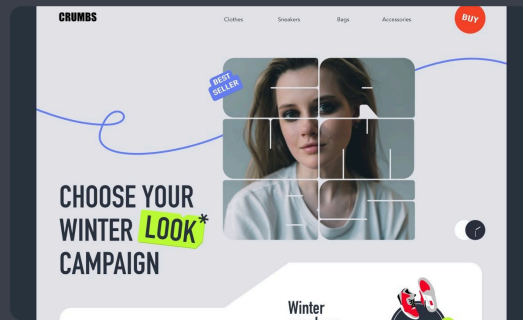 CRUMBS
Clothes Sneakers Bags Accessories
BUY
BEST
SELLER
CHOOSE YOUR
WINTER LOOK*
CAMPAIGN
Winter